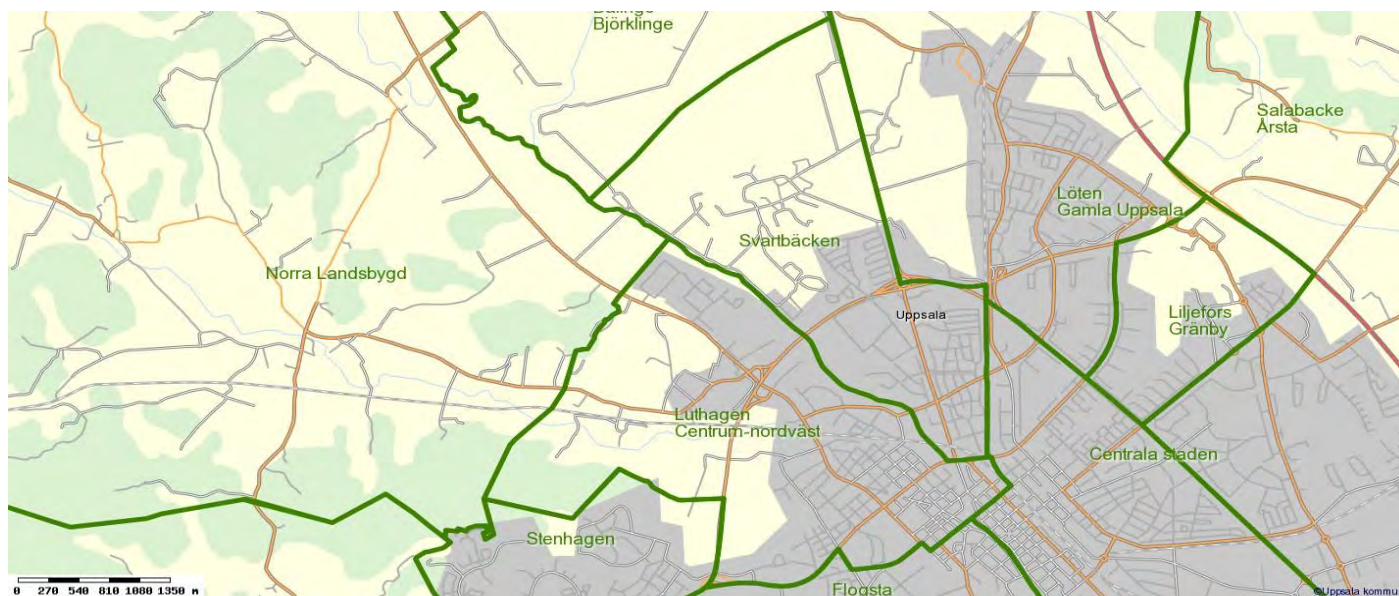 Björklinge
Salabacke
Årsta
Löten
Gamla Uppsala
Svartbäcken
Norra Landsbygd
Uppsala
Liljefors
Gränby
Luthagen
Centrum-nordväst
Centrala staden
Stenhagen
Flogsta
0 270 540 810 1080 1350 m
©Uppsala kommu